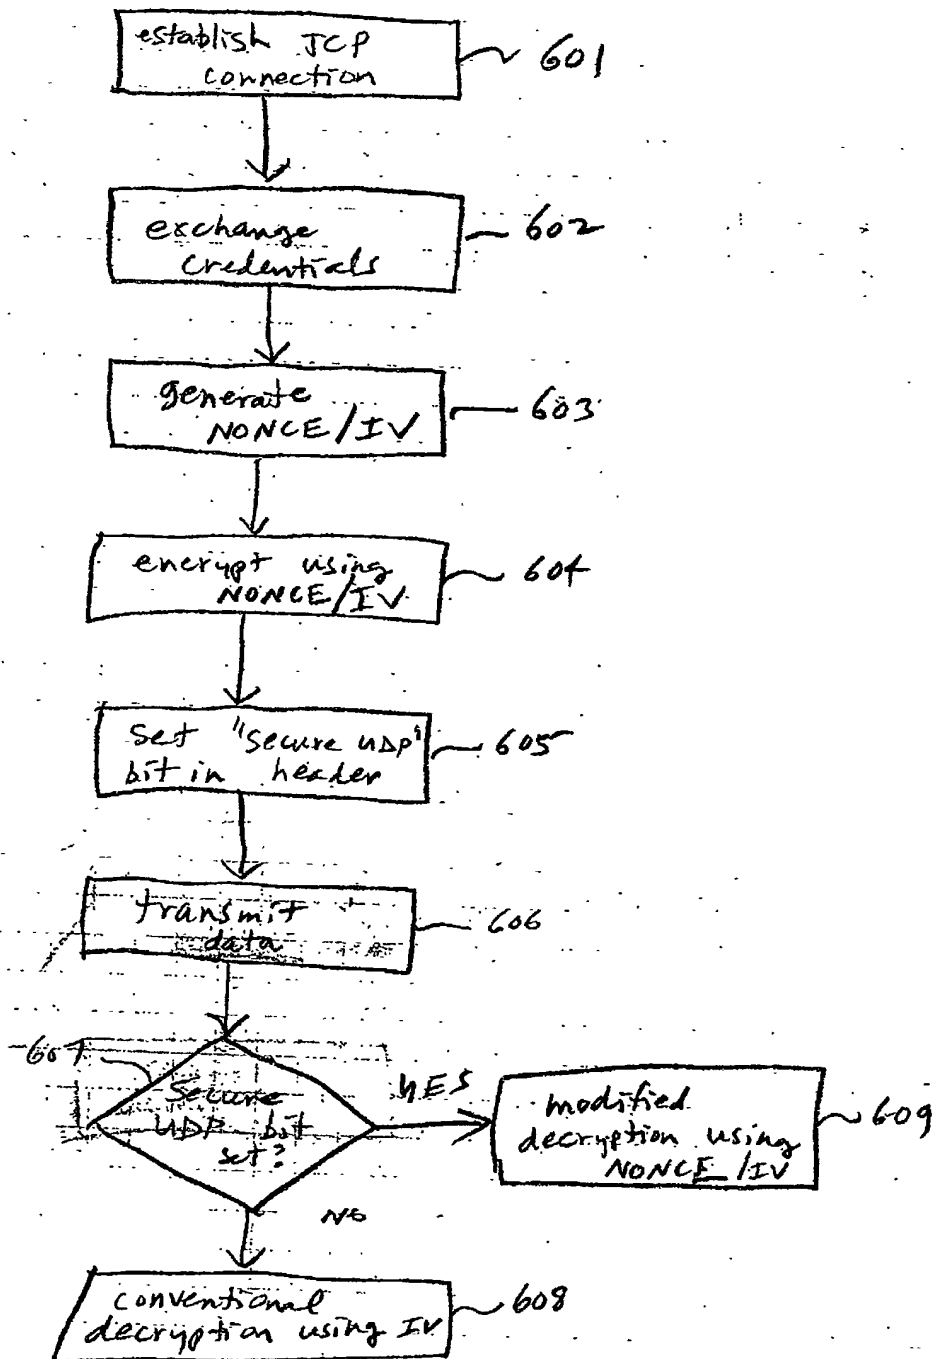 establish TCP
connection
601
exchange
credentials
602
generate
NONCE/IV
603
encrypt using
NONCE/IV
604
Set "Secure UDP"
bit in header
605
transmit
data
606
607
Secure
UDP bit
set?
YES
modified
decryption using
NONCE/IV
609
NO
conventional
decryption using IV
608